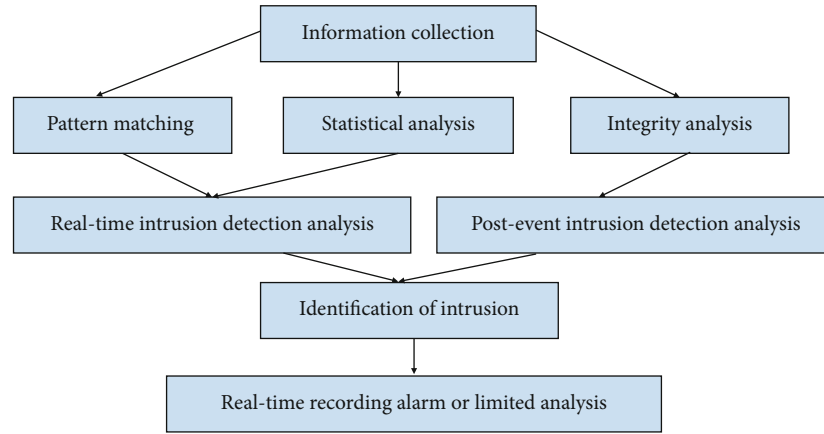 Information collection
Pattern matching
Statistical analysis
Integrity analysis
Real-time intrusion detection analysis
Post-event intrusion detection analysis
Identification of intrusion
Real-time recording alarm or limited analysis